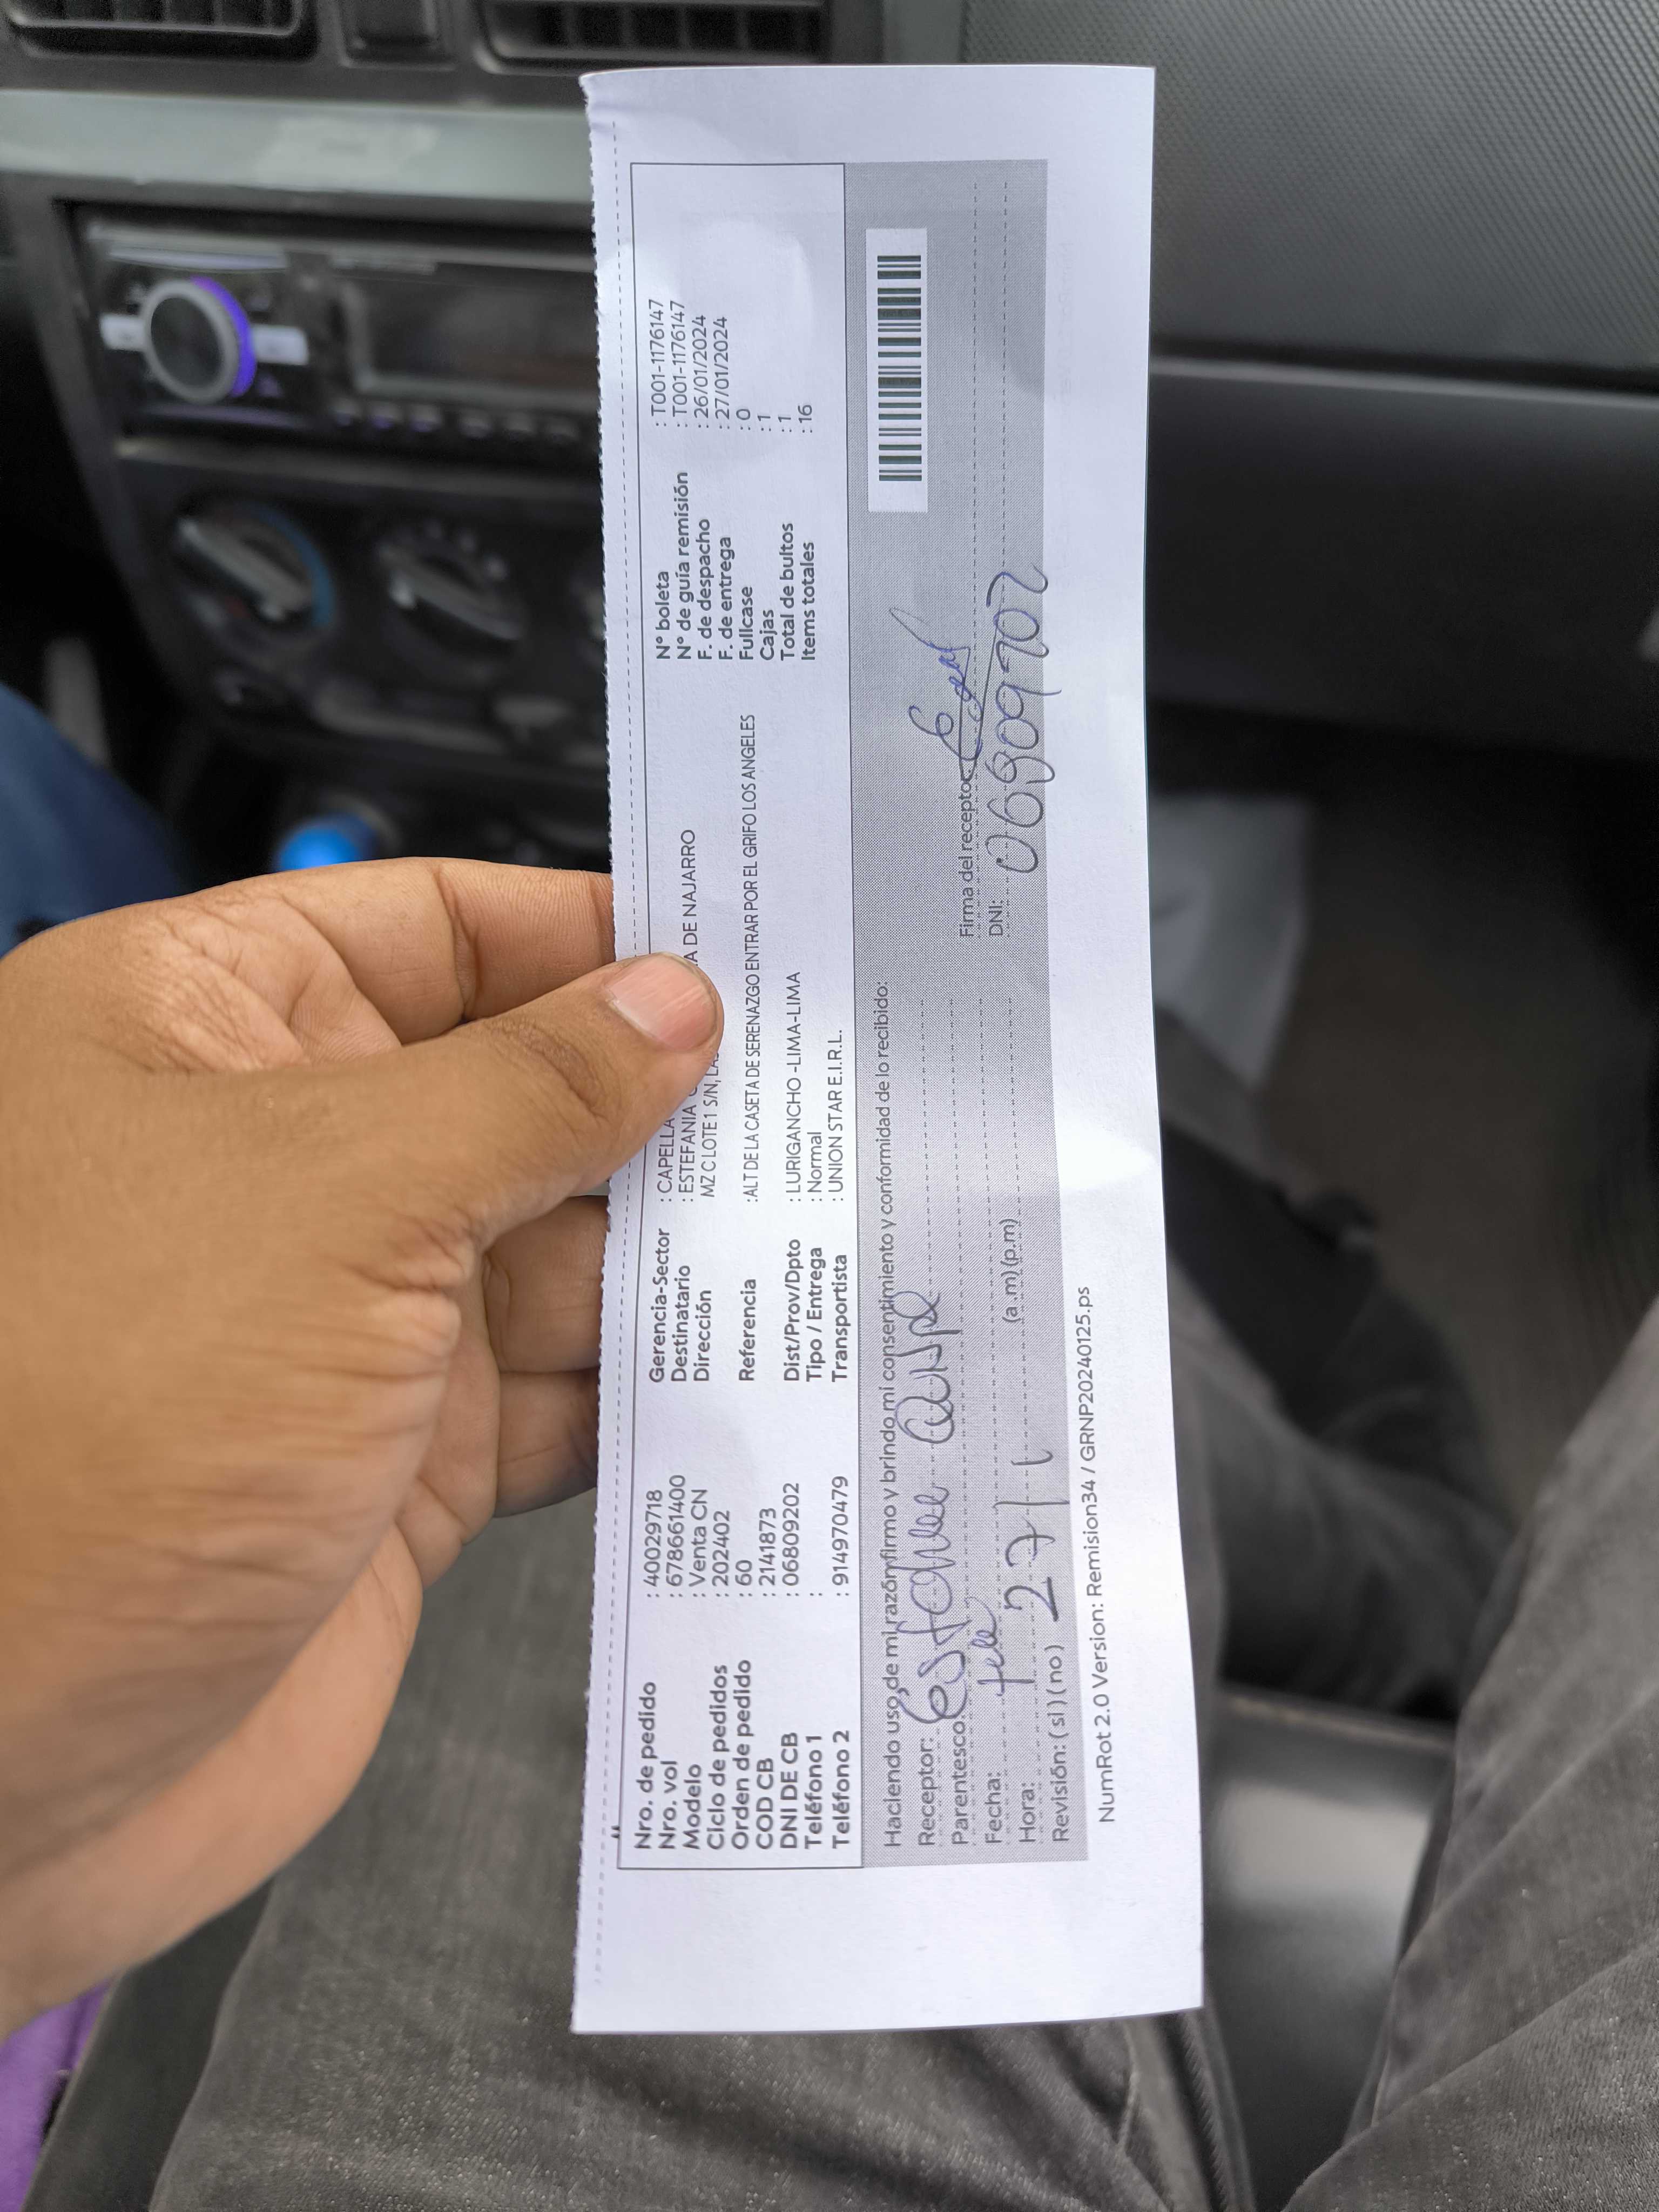 Nro. de pedido : 40029718 Gerencia-Sector : CAPELLA N° boleta : T001-1176147
Nro. vol : 678661400 Destinatario : ESTEFANIA DE NAJARRO N° de guía remisión : T001-1176147
Modelo : Venta CN Dirección MZ C LOTE 1 S/N, F. de despacho : 26/01/2024
Ciclo de pedidos : 202402 F. de entrega : 27/01/2024
Orden de pedido : 60 Referencia :ALT DE LA CASETA DE SERENAZGO ENTRAR POR EL GRIFO LOS ANGELES Fullcase : 0
COD CB : 2141873 Cajas : 1
DNI DE CB : 06809202 Dist/Prov/Dpto : LURIGANCHO -LIMA-LIMA Total de bultos : 1
Teléfono 1 : Tipo / Entrega : Normal Items totales : 16
Teléfono 2 : 914970479 Transportista : UNION STAR E.I.R.L.
Haciendo uso de mi razón firmo y brindo mi consentimiento y conformidad de lo recibido:
Receptor:
Parentesco: Firma del receptor:
Fecha: DNI:
Hora: 27 (a .m) (p.m)
Revisión: ( si ) ( no )
NumRot 2.0 Version: Remision34 / GRNP20240125.ps